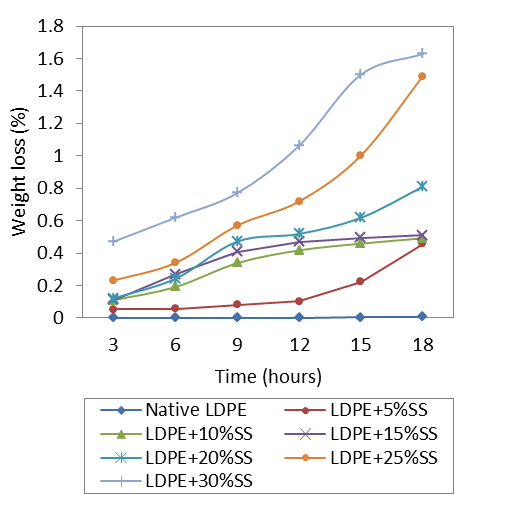 1.8
1.6
1.4
1.2
1
0.8
0.6
0.4
0.2
0
Weight loss (%)
3 6 9 12 15 18
Time (hours)
Native LDPE LDPE+5%SS
LDPE+10%SS LDPE+15%SS
LDPE+20%SS LDPE+25%SS
LDPE+30%SS